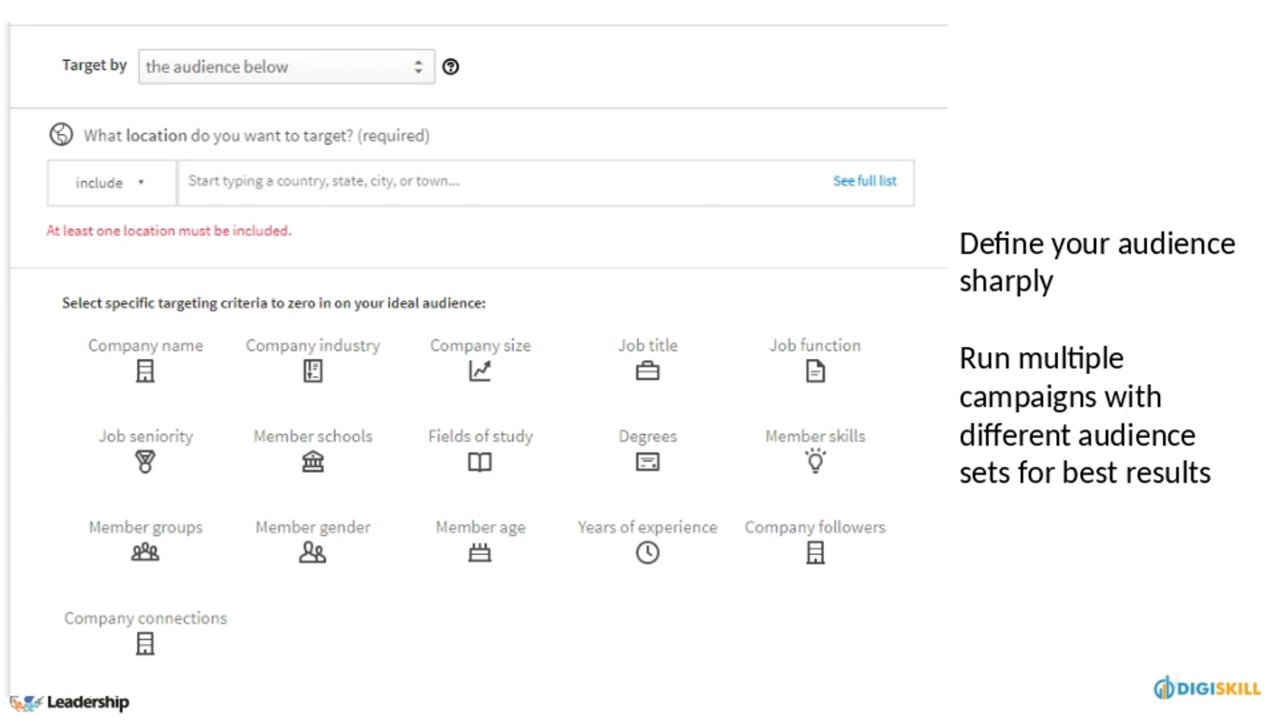 Target by the audience below
What location do you want to target? (required)
include Start typing a country, state, city, or town... See full list
At least one location must be included.
Select specific targeting criteria to zero in on your ideal audience:
Company name Company industry Company size Job title Job function
Job seniority Member schools Fields of study Degrees Member skills
Member groups Member gender Member age Years of experience Company followers
Company connections
Define your audience
sharply
Run multiple
campaigns with
different audience
sets for best results
Leadership
DIGISKILL